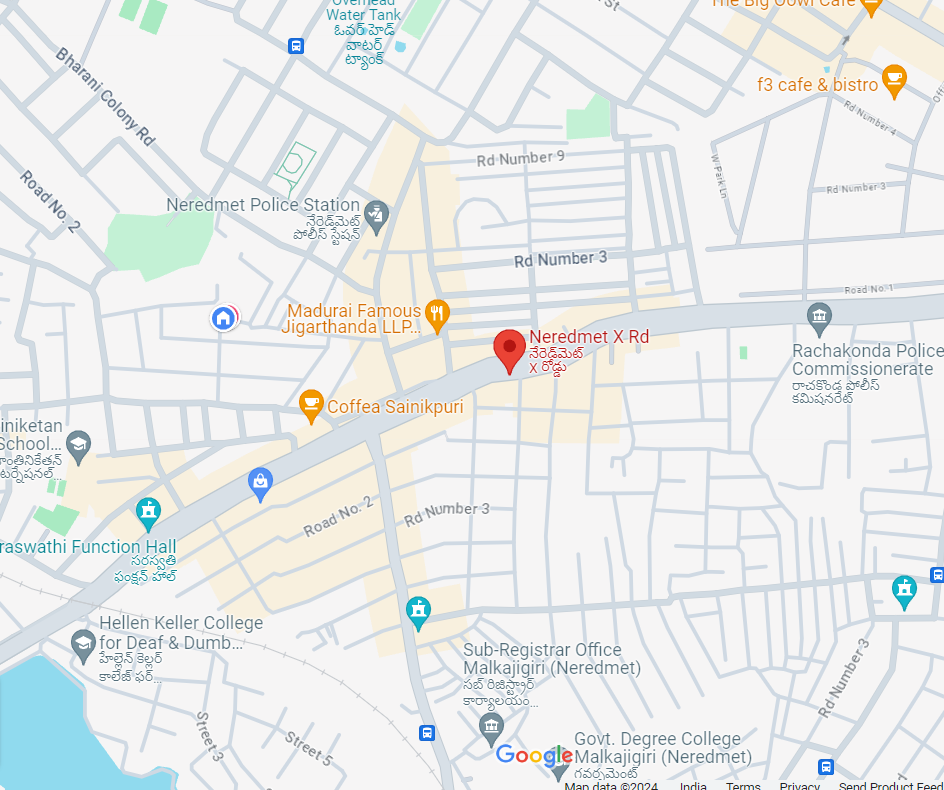 Overhead
Water Tank
ఓవర్ హెడ్
వాటర్
ట్యాంక్
St
The Big Oowl Cafe
f3 cafe & bistro
Bharani Colony Rd
Rd Number 4
Rd Number 9
W Park Ln
Road No. 2
Rd Number 3
Neredmet Police Station
నేరెడ్‌మెట్
పోలీస్ స్టేషన్
Rd Number 3
Road No. 1
Madurai Famous
Jigarthanda LLP...
Neredmet X Rd
నేరెడ్‌మెట్
X రోడ్డు
Rachakonda Police
Commissionerate
రాచకొండ పోలీస్
కమిషనరేట్
Coffea Sainikpuri
iniketan
School...
ాంతినికేతన్
టర్నేషనల్...
Road No. 2
Rd Number 3
raswathi Function Hall
సరస్వతి
ఫంక్షన్ హాల్
Hellen Keller College
for Deaf & Dumb...
హెల్లెన్ కెల్లర్
కాలేజ్ ఫర్...
Sub-Registrar Office
Malkajigiri (Neredmet)
సబ్ రిజిస్ట్రార్
కార్యాలయం...
Rd Number 3
Street 3
Street 5
Govt. Degree College
Malkajigiri (Neredmet)
గవర్నమెంట్
Google
Map data ©2024 India Terms Privacy Send Product Feed